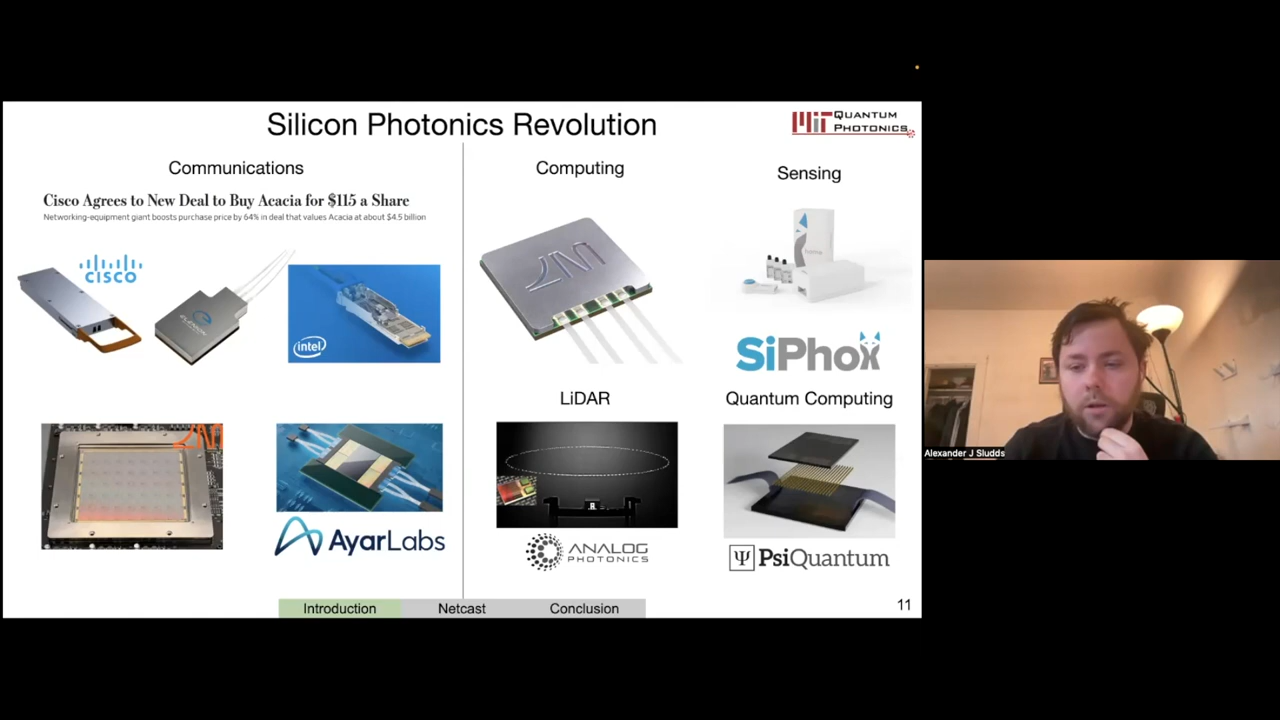 Silicon Photonics Revolution
MIT QUANTUM
PHOTONICS
Communications
Cisco Agrees to New Deal to Buy Acacia for $115 a Share
Networking-equipment giant boosts purchase price by 64% in deal that values Acacia at about $4.5 billion
CISCO
intel
AyarLabs
Computing
Sensing
SiPhox
LiDAR
ANALOG
PHOTONICS
Quantum Computing
Ψ PsiQuantum
Introduction
Netcast
Conclusion
11
Alexander J Sludds